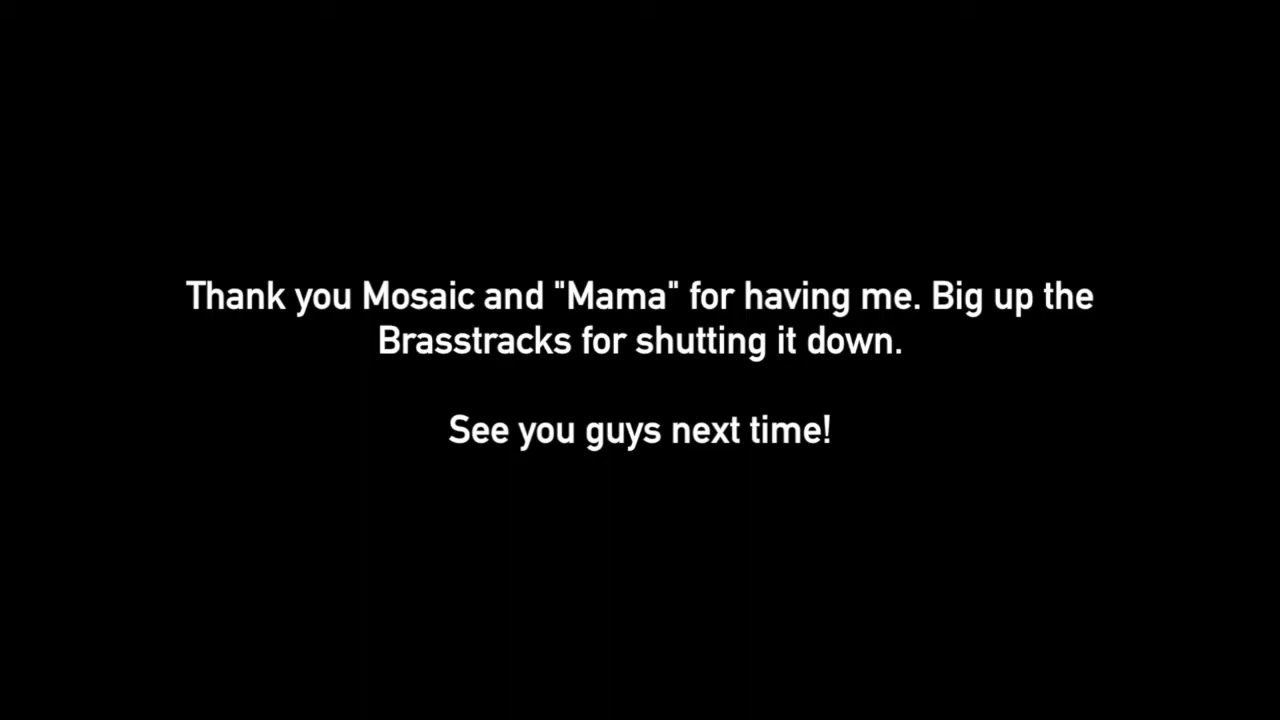 Thank you Mosaic and "Mama" for having me. Big up the
Brasstracks for shutting it down.
See you guys next time!